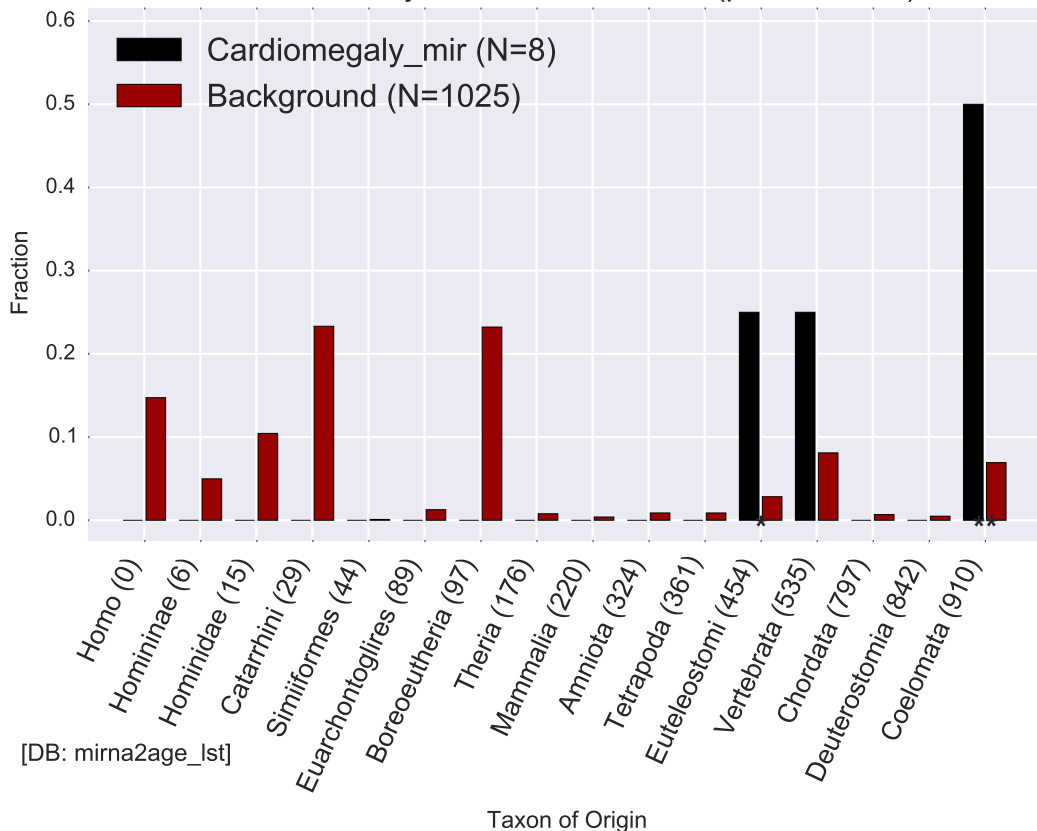 0.6
Cardiomegaly_mir (N=8)
Background (N=1025)
0.5
0.4
0.3
0.2
0.1
0.0
Fraction
*
**
Homo (0)
Homininae (6)
Hominidae (15)
Catarrhini (29)
Simiiformes (44)
Euarchontoglires (89)
Boreoeutheria (97)
Theria (176)
Mammalia (220)
Amniota (324)
Tetrapoda (361)
Euteleostomi (454)
Vertebrata (535)
Chordata (797)
Deuterostomia (842)
Coelomata (910)
[DB: mirna2age_lst]
Taxon of Origin